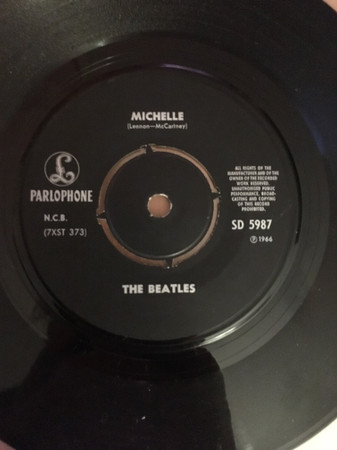 MICHELLE
(Lennon—McCartney)
£
PARLOPHONE
N.C.B.
(7XST 373)
ALL RIGHTS OF THE
MANUFACTURER AND OF THE
OWNER OF THE RECORDED
WORK RESERVED.
UNAUTHORISED PUBLIC
PERFORMANCE, BROAD-
CASTING AND COPYING
OF THIS RECORD
PROHIBITED.
SD 5987
℗ 1966
THE BEATLES